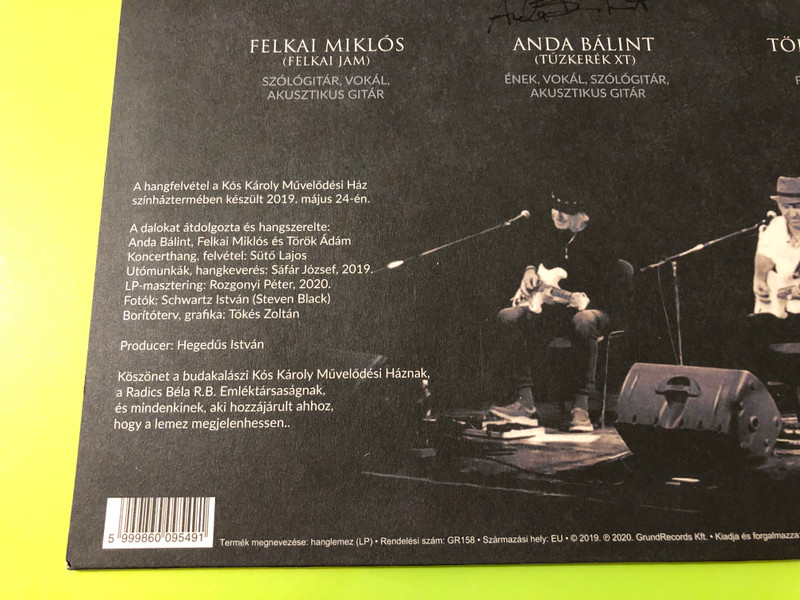 FELKAI MIKLÓS
(FELKAI JAM)
SZÓLÓGITÁR, VOKÁL,
AKUSZTIKUS GITÁR
ANDA BÁLINT
(TŰZKERÉK XT)
ÉNEK, VOKÁL, SZÓLÓGITÁR,
AKUSZTIKUS GITÁR
A hangfelvétel a Kós Károly Művelődési Ház
színháztermében készült 2019. május 24-én.
A dalokat átdolgozta és hangszerelte:
Anda Bálint, Felkai Miklós és Török Ádám
Koncerthang, felvétel: Sütő Lajos
Utómunkák, hangkeverés: Sáfár József, 2019.
LP-masztering: Rozgonyi Péter, 2020.
Fotók: Schwartz István (Steven Black)
Borítóterv, grafika: Tőkés Zoltán
Producer: Hegedűs István
Köszönet a budakalászi Kós Károly Művelődési Háznak,
a Radics Béla R.B. Emléktársaságnak,
és mindenkinek, aki hozzájárult ahhoz,
hogy a lemez megjelenhessen..
5 999860 095491
Termék megnevezése: hanglemez (LP) • Rendelési szám: GR158 • Származási hely: EU • © 2019. ℗ 2020. GrundRecords Kft. • Kiadja és forgalmazza